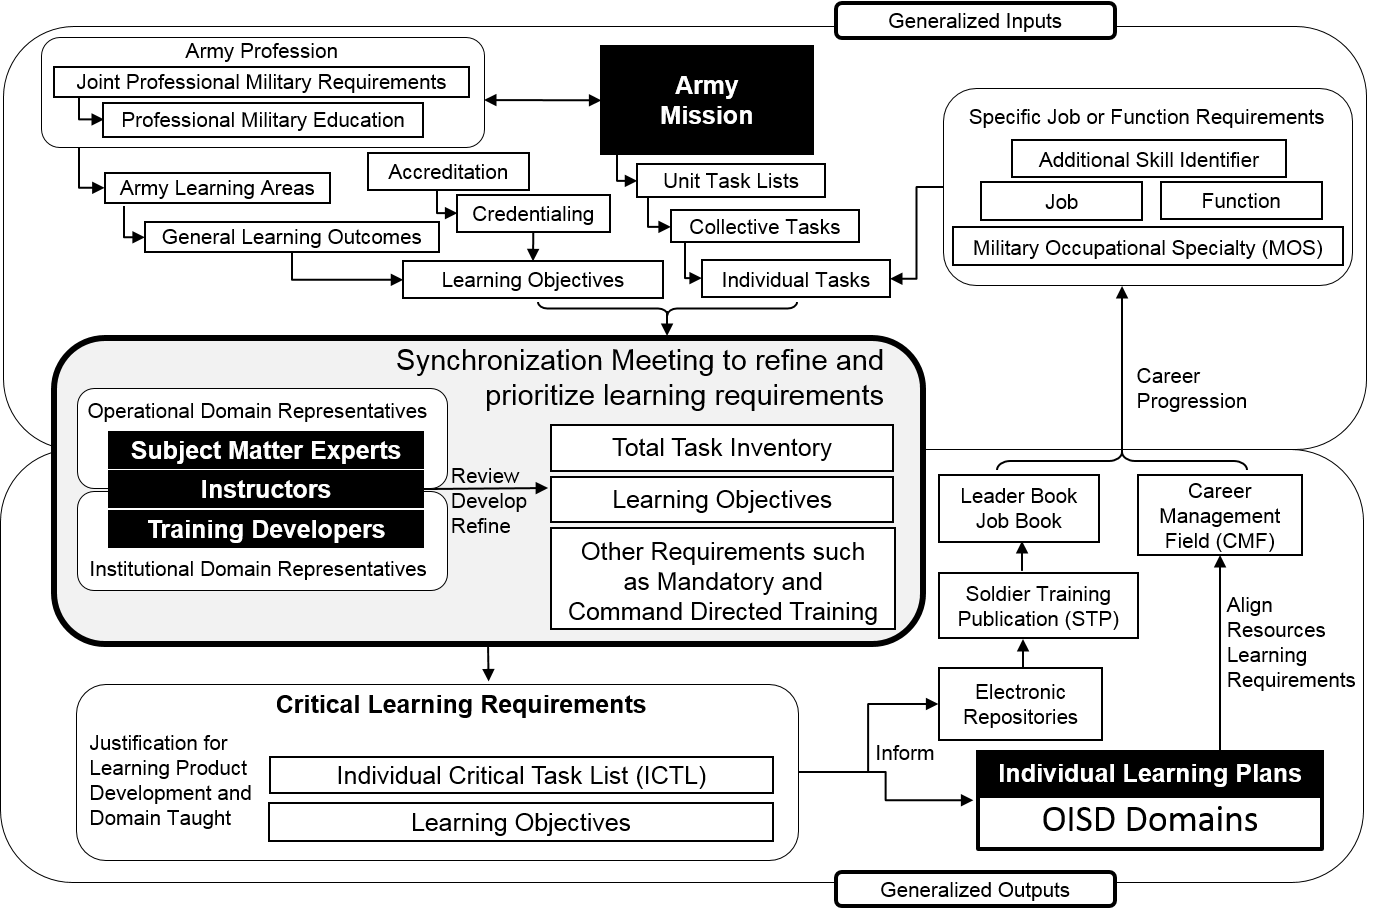 Generalized Inputs
Army Profession
Joint Professional Military Requirements
Professional Military Education
Army
Mission
Specific Job or Function Requirements
Additional Skill Identifier
Job
Function
Military Occupational Specialty (MOS)
Army Learning Areas
General Learning Outcomes
Accreditation
Credentialing
Learning Objectives
Unit Task Lists
Collective Tasks
Individual Tasks
Synchronization Meeting to refine and
prioritize learning requirements
Operational Domain Representatives
Subject Matter Experts
Instructors
Training Developers
Institutional Domain Representatives
Review
Develop
Refine
Total Task Inventory
Learning Objectives
Other Requirements such
as Mandatory and
Command Directed Training
Career
Progression
Leader Book
Job Book
Career
Management
Field (CMF)
Soldier Training
Publication (STP)
Align
Resources
Learning
Requirements
Electronic
Repositories
Critical Learning Requirements
Justification for
Learning Product
Development and
Domain Taught
Individual Critical Task List (ICTL)
Learning Objectives
Inform
Individual Learning Plans
OISD Domains
Generalized Outputs